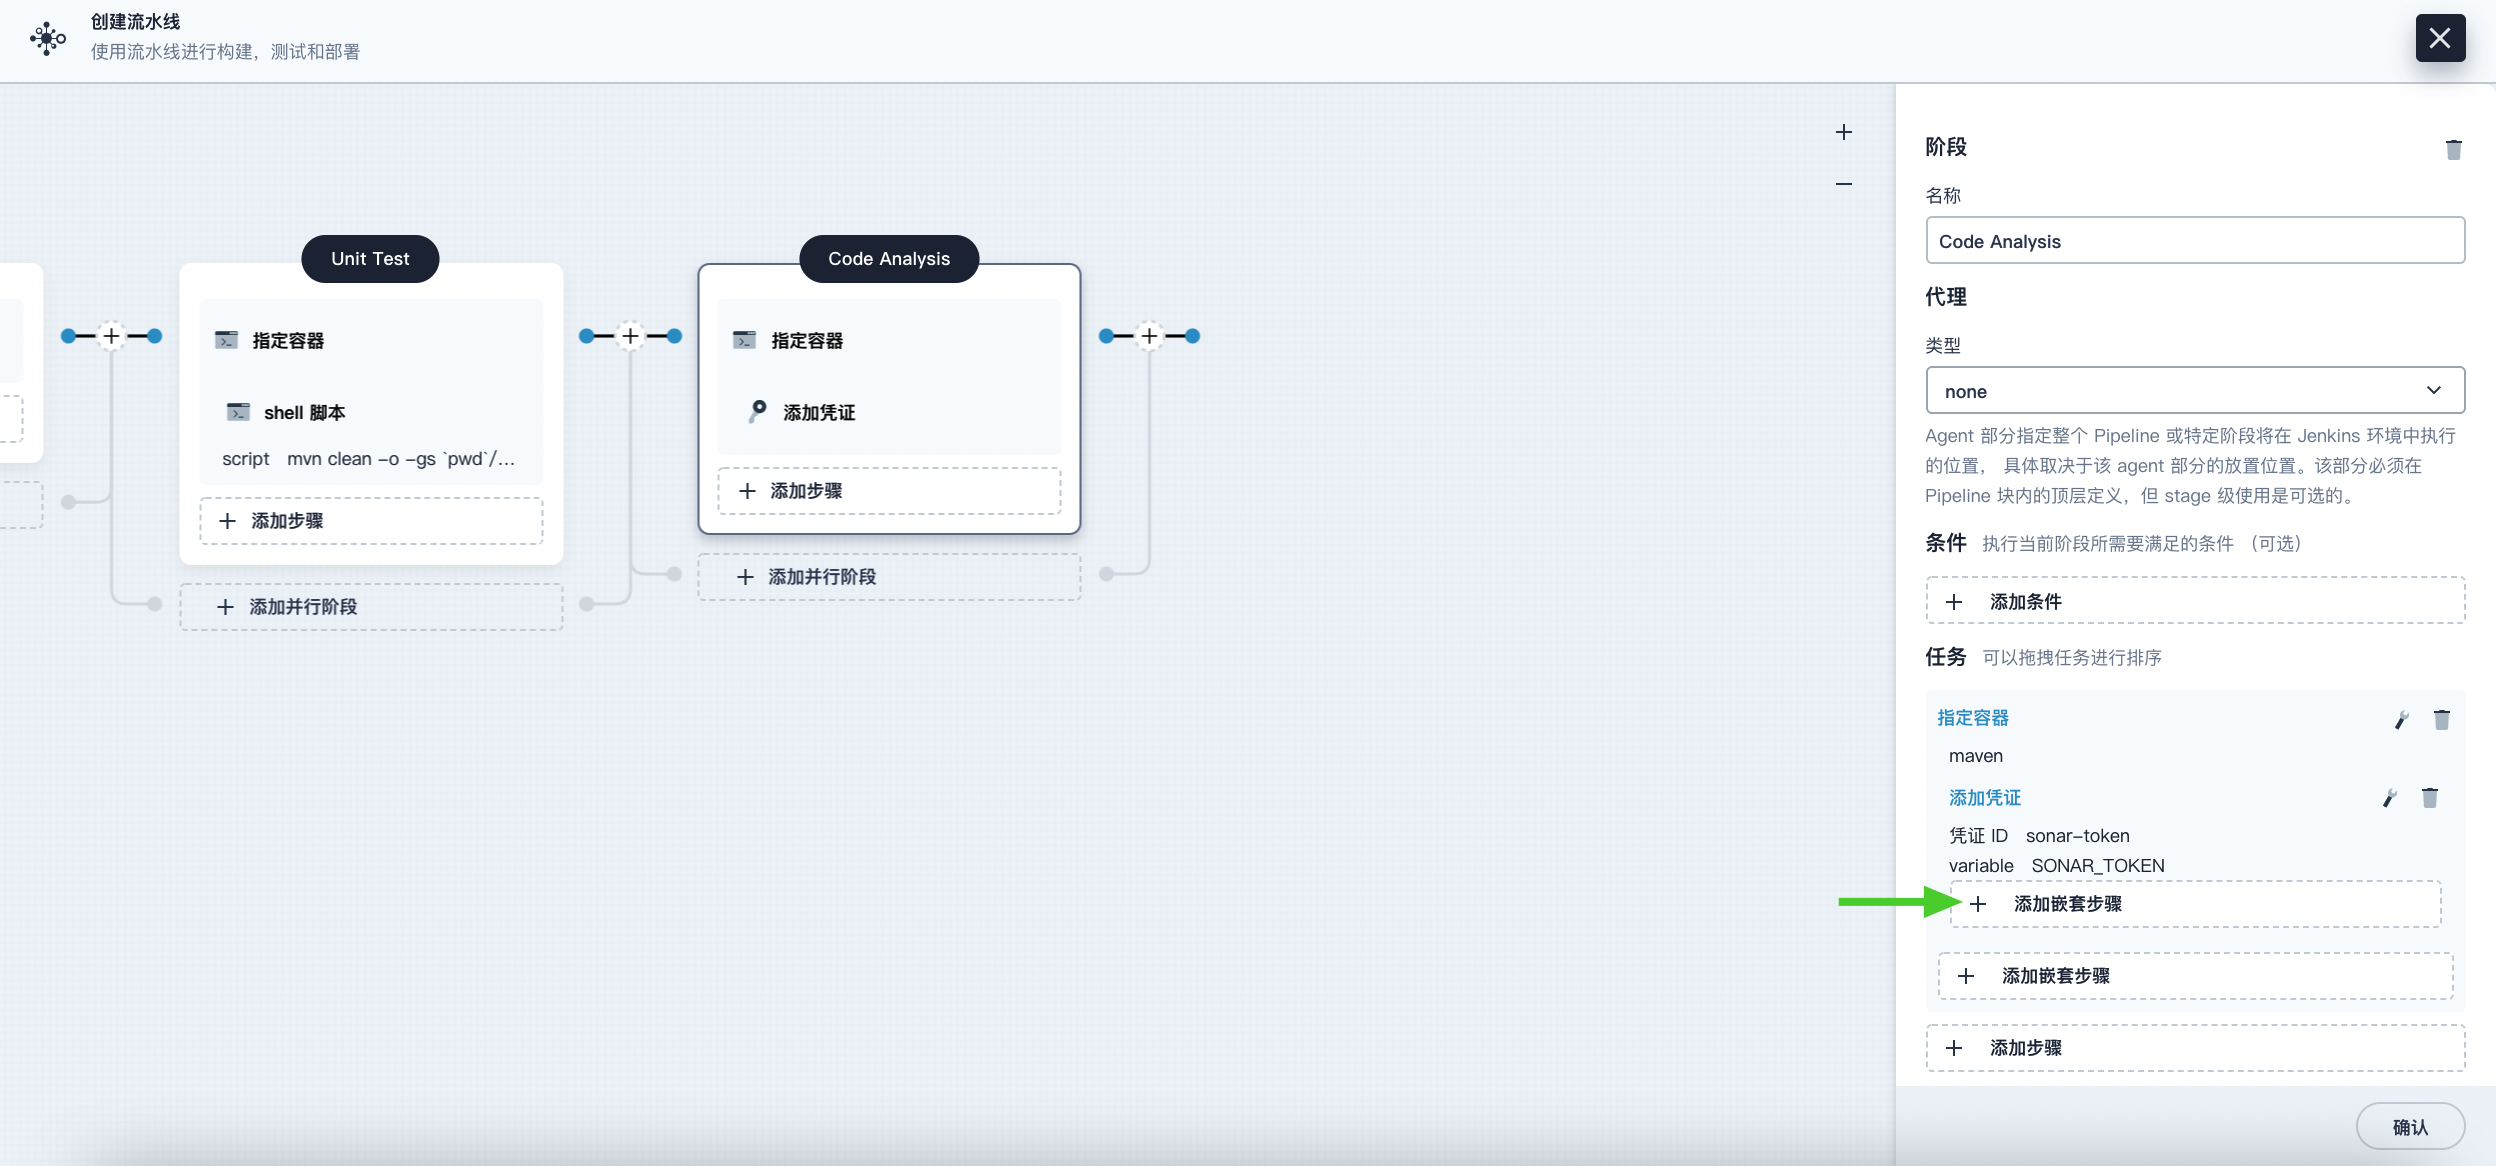 创建流水线
使用流水线进行构建，测试和部署
Unit Test
指定容器
shell 脚本
script mvn clean -o -gs `pwd`/...
添加步骤
添加并行阶段
Code Analysis
指定容器
添加凭证
添加步骤
添加并行阶段
阶段
名称
Code Analysis
代理
类型
none
Agent 部分指定整个 Pipeline 或特定阶段将在 Jenkins 环境中执行
的位置， 具体取决于该 agent 部分的放置位置。该部分必须在
Pipeline 块内的顶层定义，但 stage 级使用是可选的。
条件 执行当前阶段所需要满足的条件 （可选）
添加条件
任务 可以拖拽任务进行排序
指定容器
maven
添加凭证
凭证 ID sonar-token
variable SONAR_TOKEN
添加嵌套步骤
添加嵌套步骤
添加步骤
确认